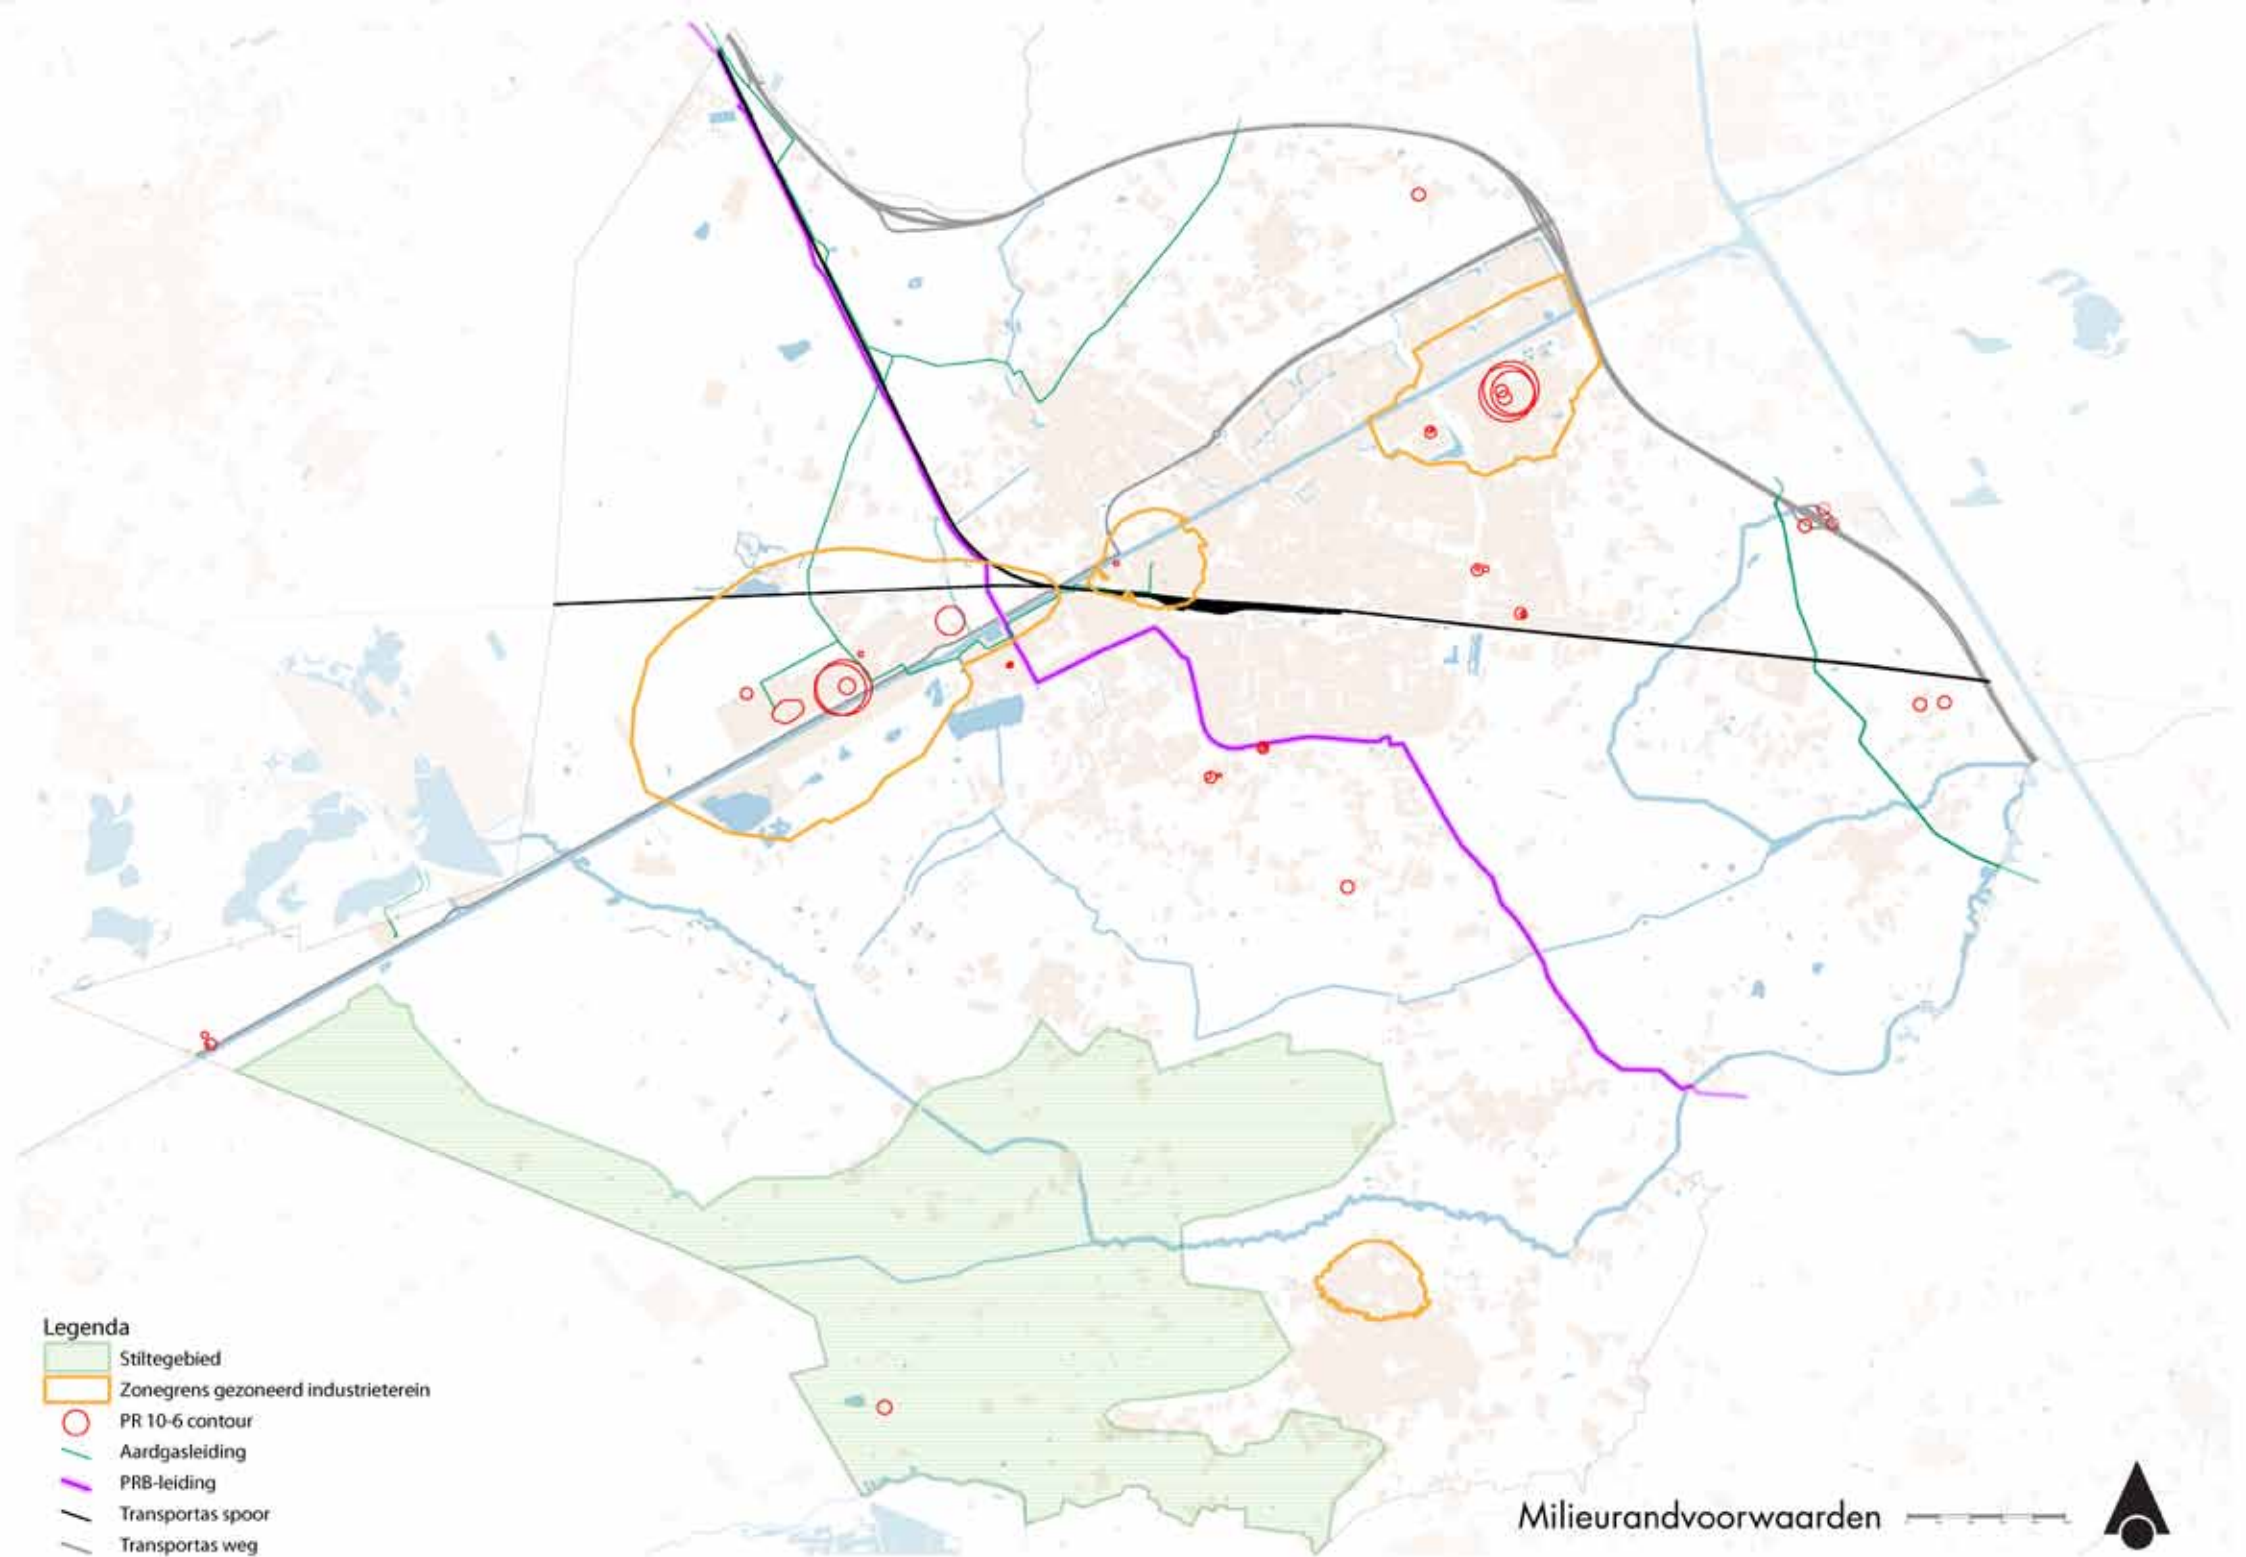 Legenda
Stiltegebied
Zonegrens gezoneerd industrieterein
PR 10-6 contour
Aardgasleiding
PRB-leiding
Transportas spoor
Transportas weg
Milieurandvoorwaarden